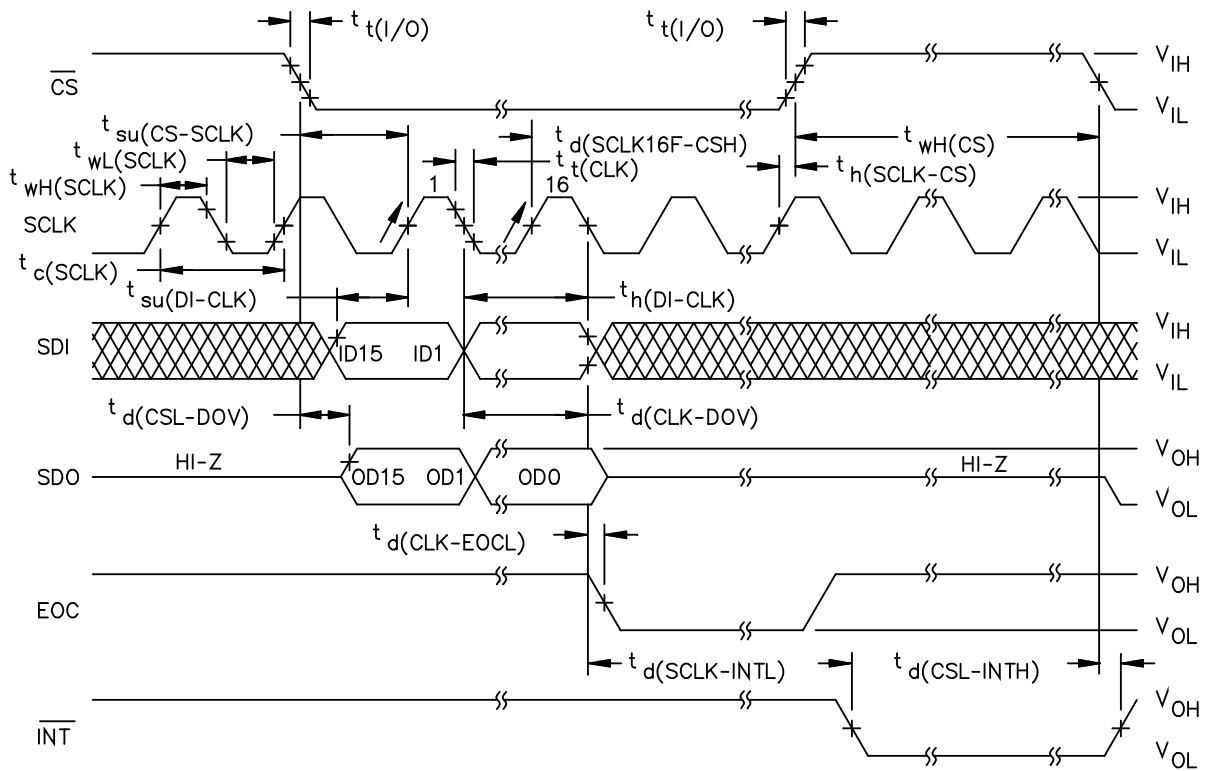 t t(I/O)
t t(I/O)
CS
V IH
V IL
t su(CS-SCLK)
t wL(SCLK)
t wH(SCLK)
t d(SCLK16F-CSH)
t t(CLK)
t wH(CS)
t h(SCLK-CS)
1
16
SCLK
V IH
V IL
t c(SCLK)
t su(DI-CLK)
t h(DI-CLK)
SDI
ID15
ID1
V IH
V IL
t d(CSL-DOV)
t d(CLK-DOV)
SDO
HI-Z
OD15
OD1
OD0
HI-Z
V OH
V OL
t d(CLK-EOCL)
EOC
V OH
V OL
t d(SCLK-INTL)
t d(CSL-INTH)
INT
V OH
V OL